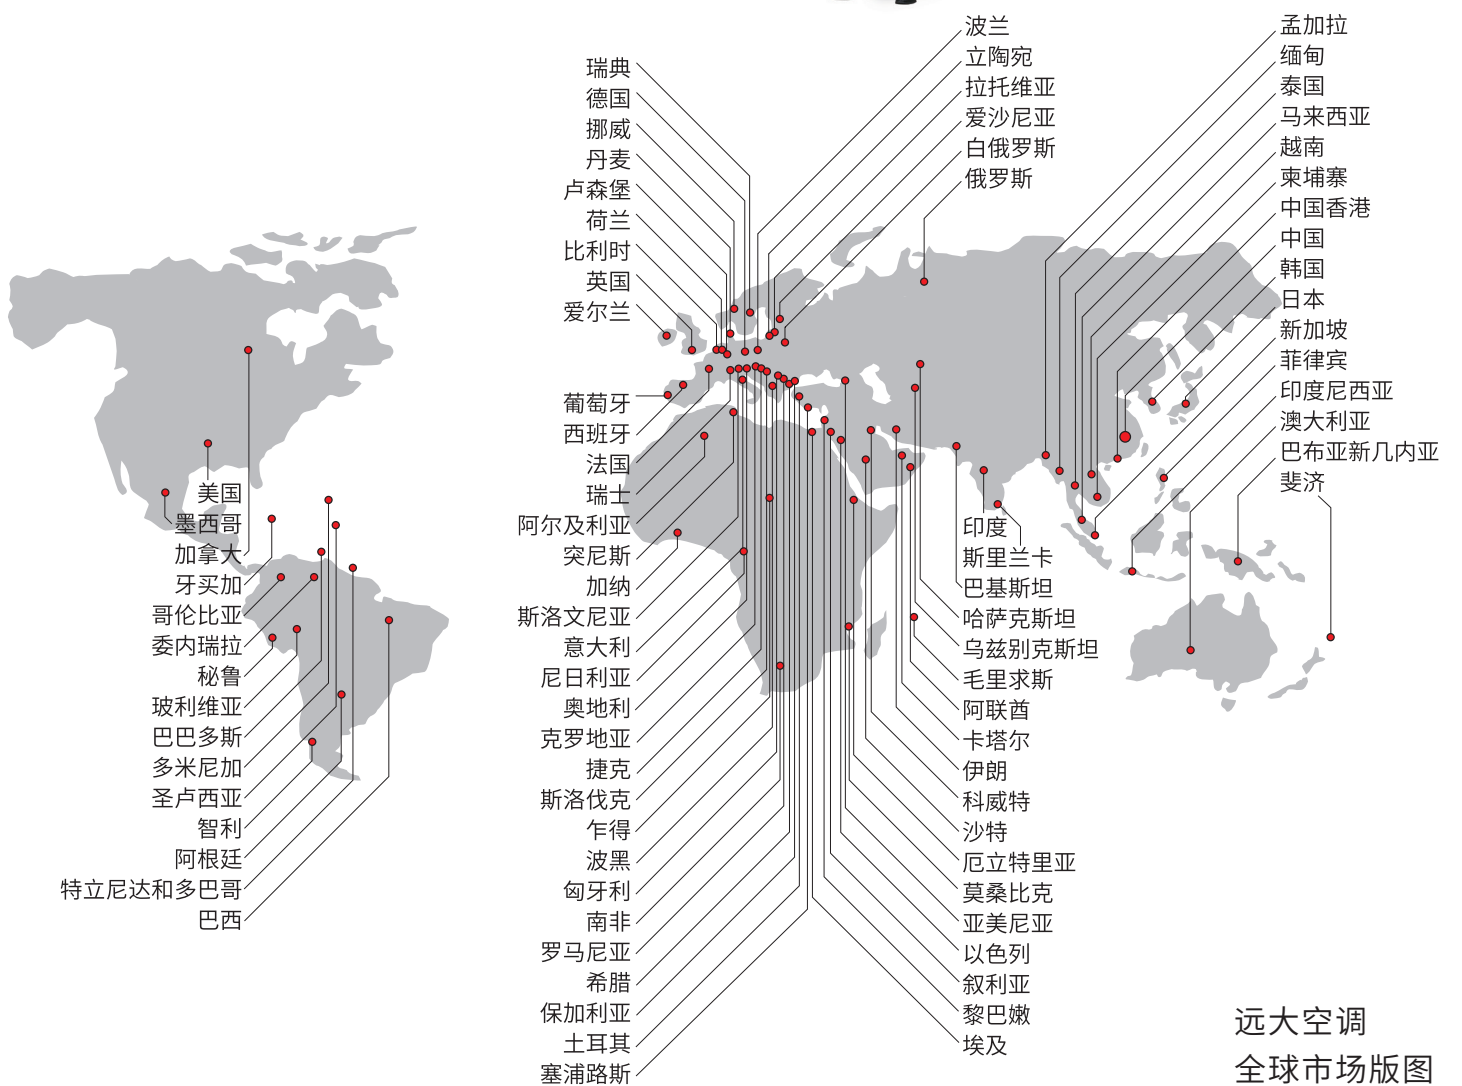 瑞典
德国
挪威
丹麦
卢森堡
荷兰
比利时
英国
爱尔兰
葡萄牙
西班牙
法国
瑞士
阿尔及利亚
突尼斯
加纳
斯洛文尼亚
意大利
尼日利亚
奥地利
克罗地亚
捷克
斯洛伐克
乍得
波黑
匈牙利
南非
罗马尼亚
希腊
保加利亚
土耳其
塞浦路斯
波兰
立陶宛
拉托维亚
爱沙尼亚
白俄罗斯
俄罗斯
孟加拉
缅甸
泰国
马来西亚
越南
柬埔寨
中国香港
中国
韩国
日本
新加坡
菲律宾
印度尼西亚
澳大利亚
巴布亚新几内亚
斐济
美国
墨西哥
加拿大
牙买加
哥伦比亚
委内瑞拉
秘鲁
玻利维亚
巴巴多斯
多米尼加
圣卢西亚
智利
阿根廷
特立尼达和多巴哥
巴西
印度
斯里兰卡
巴基斯坦
哈萨克斯坦
乌兹别克斯坦
毛里求斯
阿联酋
卡塔尔
伊朗
科威特
沙特
厄立特里亚
莫桑比克
亚美尼亚
以色列
叙利亚
黎巴嫩
埃及
远大空调
全球市场版图